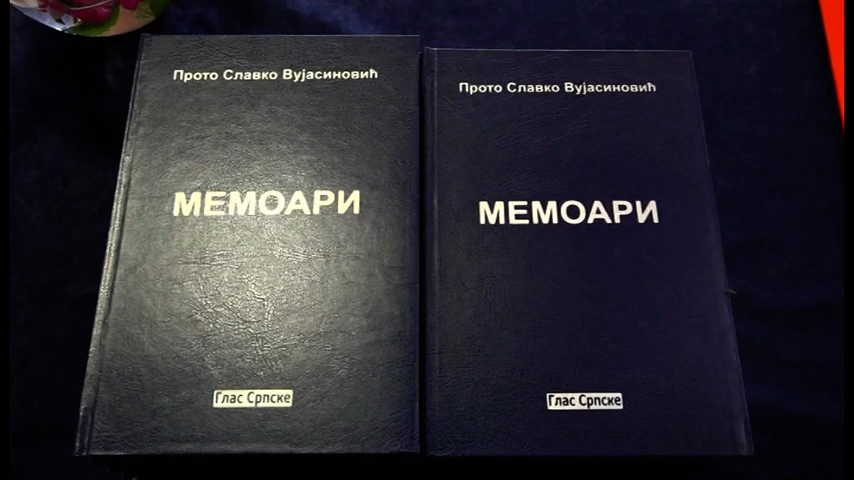 Прото Славко Вујасиновић
МЕМОАРИ
Глас Српске
Прото Славко Вујасиновић
МЕМОАРИ
Глас Српске